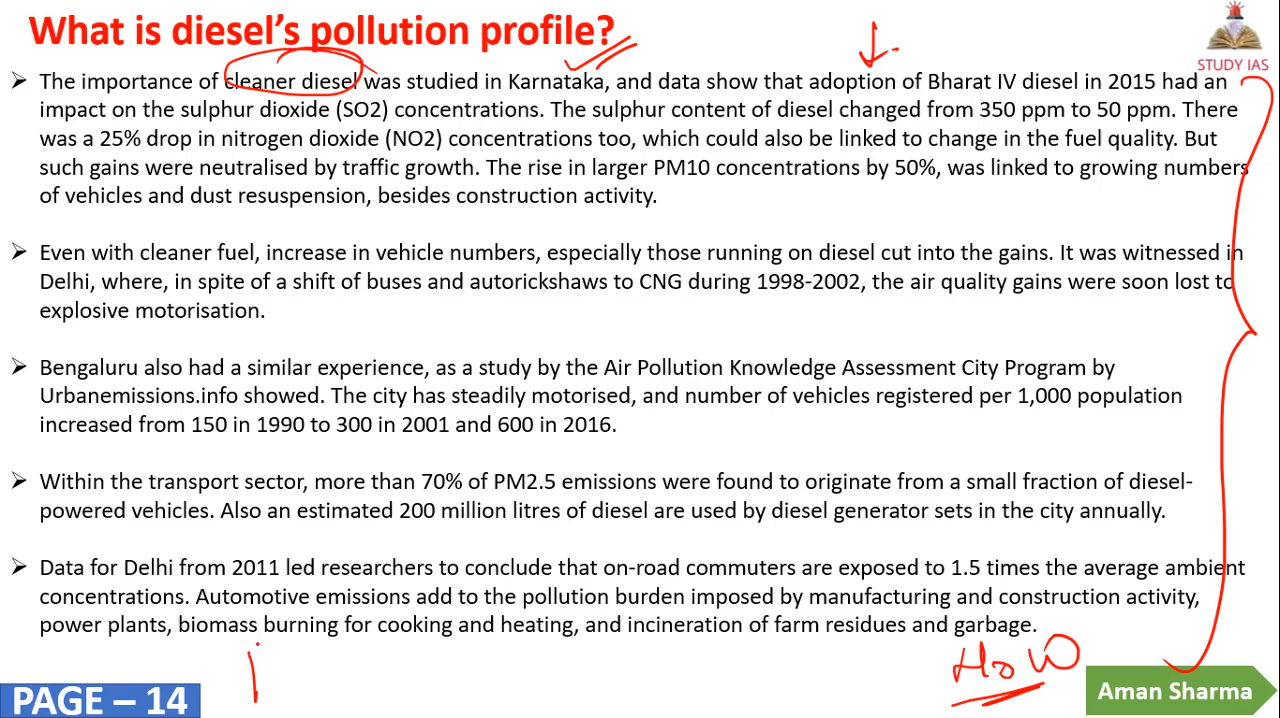 What is diesel's pollution profile?
STUDY IAS
➤ The importance of cleaner diesel was studied in Karnataka, and data show that adoption of Bharat IV diesel in 2015 had an
impact on the sulphur dioxide (SO2) concentrations. The sulphur content of diesel changed from 350 ppm to 50 ppm. There
was a 25% drop in nitrogen dioxide (NO2) concentrations too, which could also be linked to change in the fuel quality. But
such gains were neutralised by traffic growth. The rise in larger PM10 concentrations by 50%, was linked to growing numbers
of vehicles and dust resuspension, besides construction activity.
➤ Even with cleaner fuel, increase in vehicle numbers, especially those running on diesel cut into the gains. It was witnessed in
Delhi, where, in spite of a shift of buses and autorickshaws to CNG during 1998-2002, the air quality gains were soon lost to
explosive motorisation.
➤ Bengaluru also had a similar experience, as a study by the Air Pollution Knowledge Assessment City Program by
Urbanemissions.info showed. The city has steadily motorised, and number of vehicles registered per 1,000 population
increased from 150 in 1990 to 300 in 2001 and 600 in 2016.
➤ Within the transport sector, more than 70% of PM2.5 emissions were found to originate from a small fraction of diesel-
powered vehicles. Also an estimated 200 million litres of diesel are used by diesel generator sets in the city annually.
➤ Data for Delhi from 2011 led researchers to conclude that on-road commuters are exposed to 1.5 times the average ambient
concentrations. Automotive emissions add to the pollution burden imposed by manufacturing and construction activity,
power plants, biomass burning for cooking and heating, and incineration of farm residues and garbage.
HoW
PAGE – 14
Aman Sharma